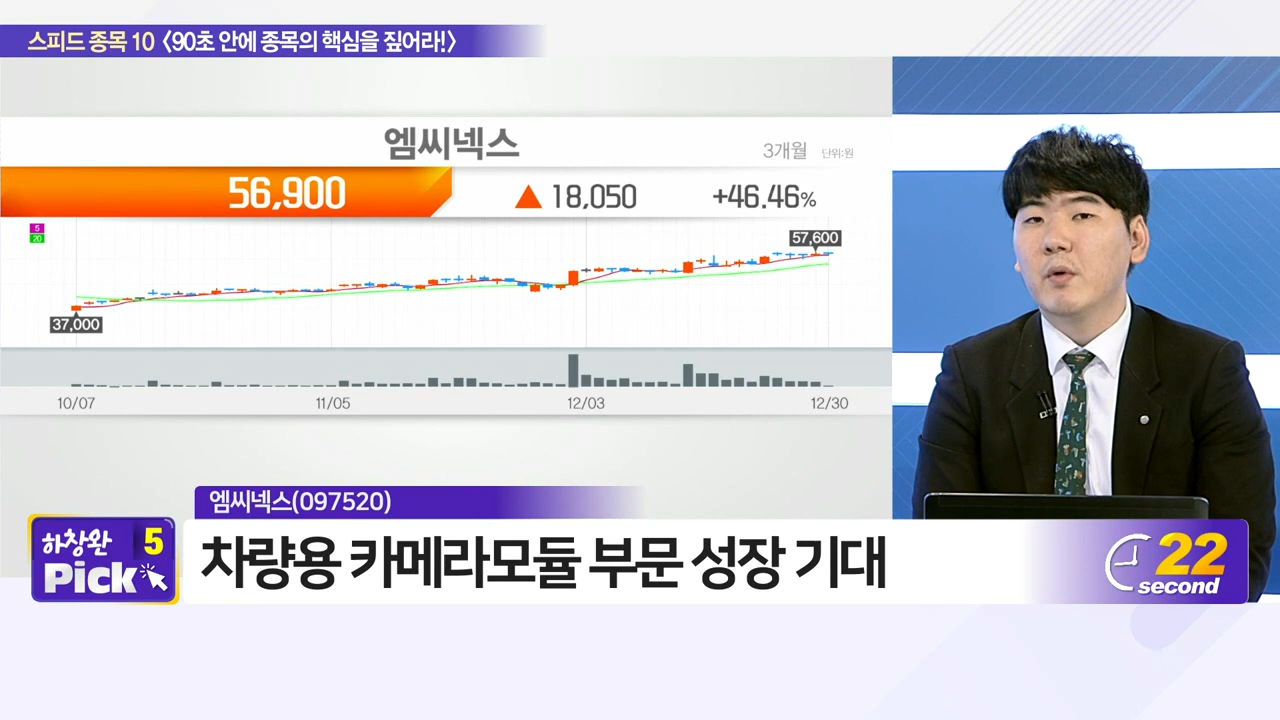 스피드 종목 10 <90초 안에 종목의 핵심을 짚어라!>
엠씨넥스
3개월 단위:원
56,900 ▲ 18,050 +46.46%
5
20
57,600
37,000
10/07 11/05 12/03 12/30
엠씨넥스(097520)
하창완 5
Pick
차량용 카메라모듈 부문 성장 기대
22
second